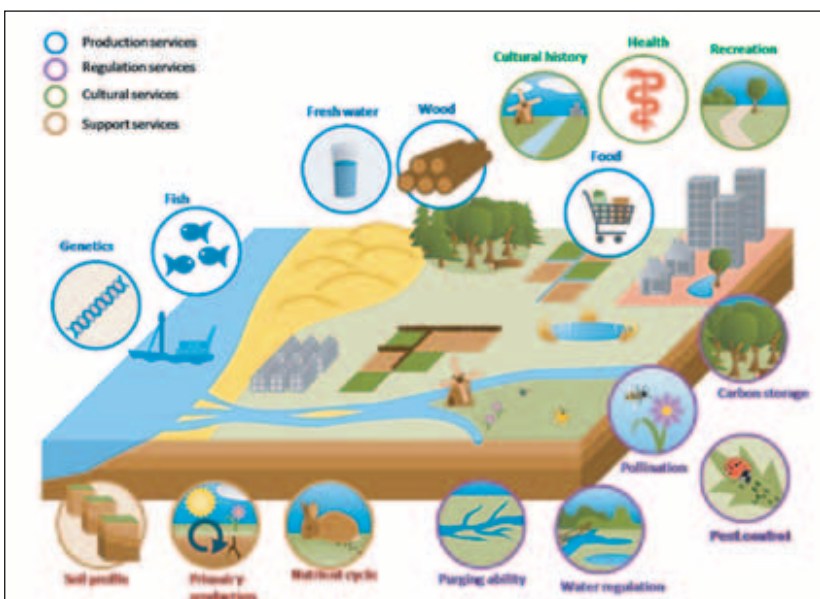 Production services
Regulation services
Cultural services
Support services
Cultural history
Health
Recreation
Fresh water
Wood
Food
Fish
Genetics
Carbon storage
Pollination
Pest control
Soil profile
Primairy
production
Nutrient cycle
Purging ability
Water regulation